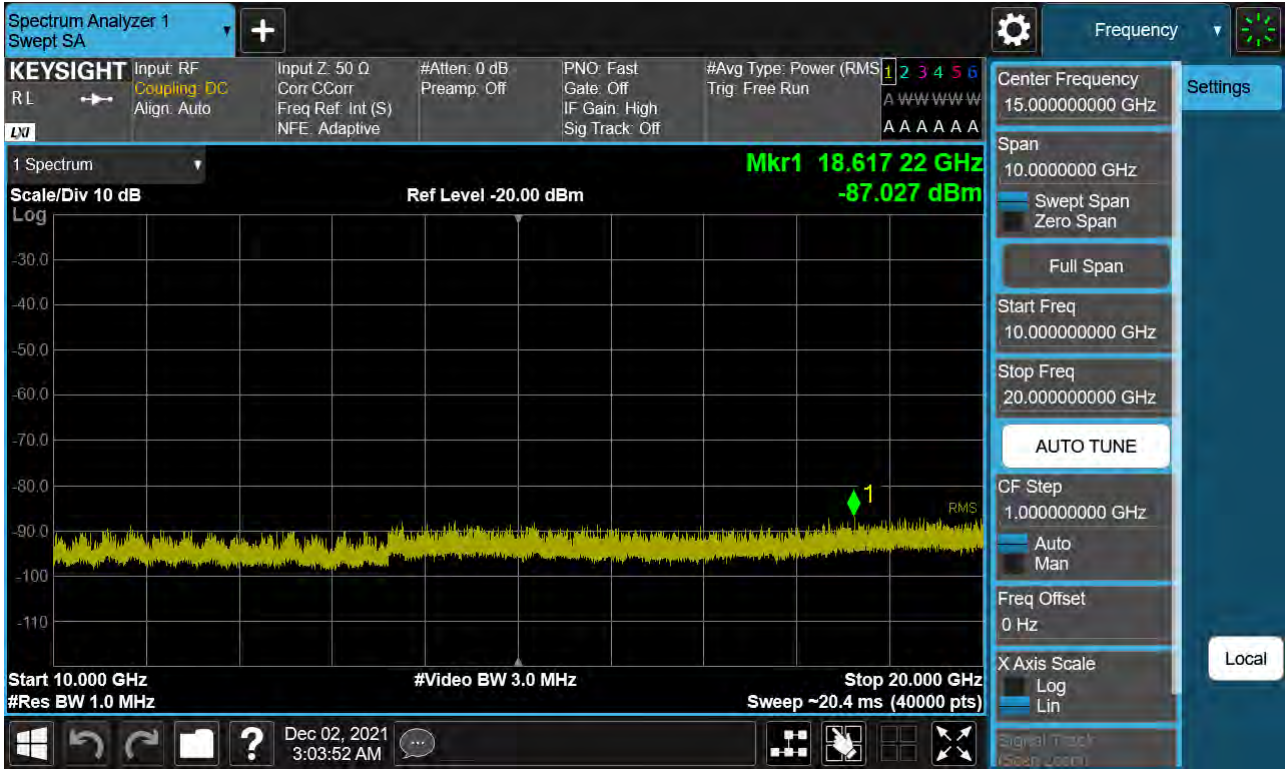 Spectrum Analyzer 1
Swept SA
+
Frequency
KEYSIGHT
RL
LXI
Input: RF
Coupling: DC
Align: Auto
Input Z: 50 Ω
Corr CCorr
Freq Ref: Int (S)
NFE: Adaptive
#Atten: 0 dB
Preamp: Off
PNO: Fast
Gate: Off
IF Gain: High
Sig Track: Off
#Avg Type: Power (RMS
Trig: Free Run
1 2 3 4 5 6
A W W W W W
A A A A A A
Center Frequency
15.000000000 GHz
Settings
1 Spectrum
Mkr1 18.617 22 GHz
Scale/Div 10 dB
Ref Level -20.00 dBm
-87.027 dBm
Log
-30.0
-40.0
-50.0
-60.0
-70.0
-80.0
-90.0
-100
-110
1
RMS
Start 10.000 GHz
#Video BW 3.0 MHz
Stop 20.000 GHz
#Res BW 1.0 MHz
Sweep ~20.4 ms (40000 pts)
Span
10.0000000 GHz
Swept Span
Zero Span
Full Span
Start Freq
10.000000000 GHz
Stop Freq
20.000000000 GHz
AUTO TUNE
CF Step
1.000000000 GHz
Auto
Man
Freq Offset
0 Hz
X Axis Scale
Log
Lin
Signal Track
(Span Zoom)
Local
?
Dec 02, 2021
3:03:52 AM